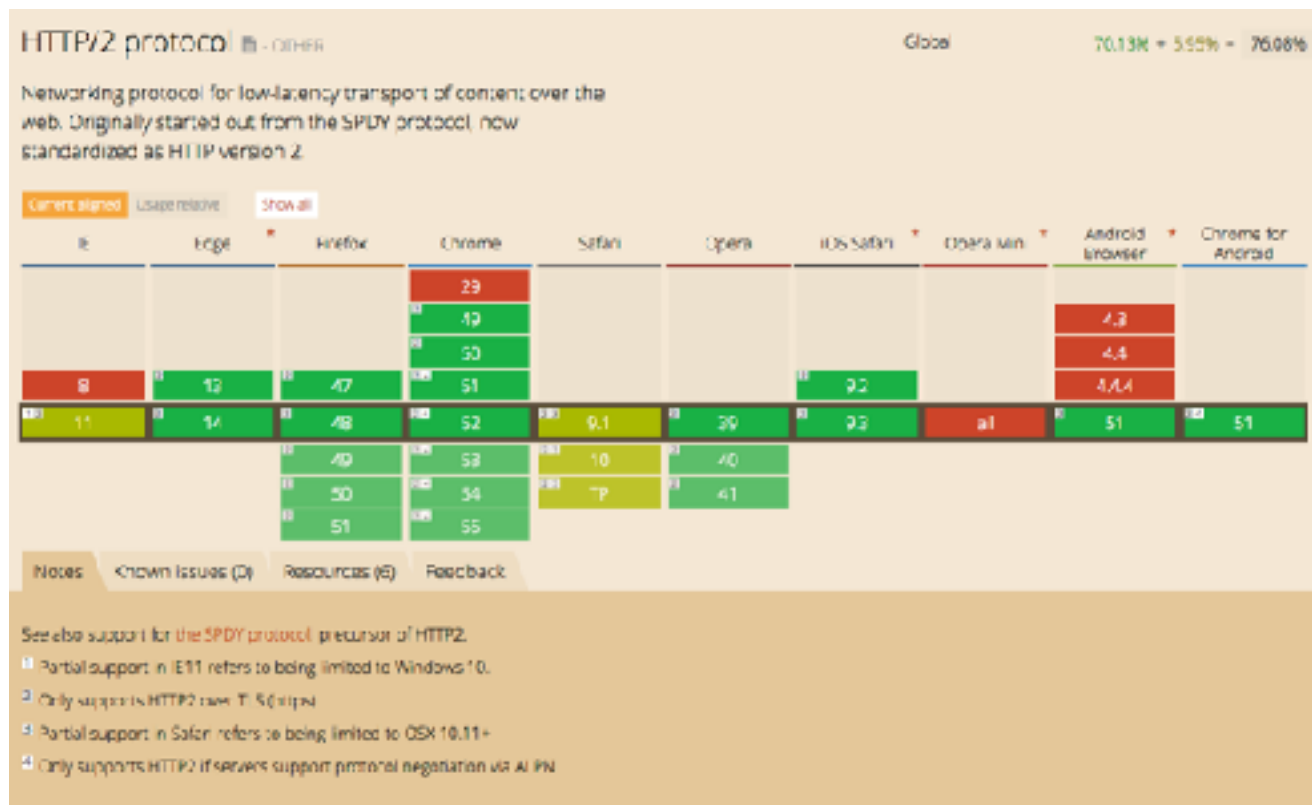 HTTP/2 protocol - OTHER
Global 70.13% + 5.95% = 76.08%
Networking protocol for low-latency transport of content over the
web. Originally started out from the SPDY protocol, now
standardized as HTTP version 2.
Current aligned Usage relative Show all
IE Edge * Firefox Chrome Safari Opera iOS Safari * Opera Mini * Android Browser * Chrome for Android
29
49 4.3
50 4.4
8 13 47 51 9.2 4.4.4
11 14 48 52 9.1 39 9.3 all 51 51
49 53 10 40
50 54 TP 41
51 55
Notes Known issues (0) Resources (6) Feedback
See also support for the SPDY protocol, precursor of HTTP2.
1 Partial support in IE11 refers to being limited to Windows 10.
2 Only supports HTTP2 over TLS (https)
3 Partial support in Safari refers to being limited to OSX 10.11+
4 Only supports HTTP2 if servers support protocol negotiation via ALPN